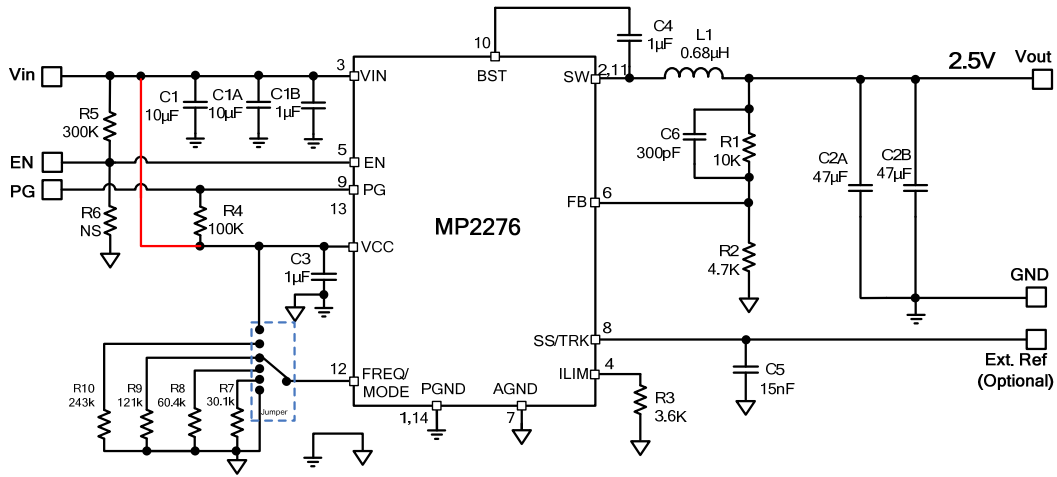 10
BST
C4
1µF
L1
0.68µH
2.5V
Vout
Vin
3
VIN
SW
2,11
C1
10µF
C1A
10µF
C1B
1µF
R5
300K
C6
300pF
R1
10K
C2A
47µF
C2B
47µF
EN
5
EN
PG
9
PG
13
R6
NS
R4
100K
VCC
MP2276
FB
6
R2
4.7K
C3
1µF
GND
SS/TRK
8
Ext. Ref
(Optional)
C5
15nF
ILIM
4
R3
3.6K
12
FREQ/
MODE
PGND
AGND
1,14
7
R10
243k
R9
121k
R8
60.4k
R7
30.1k
Jumper